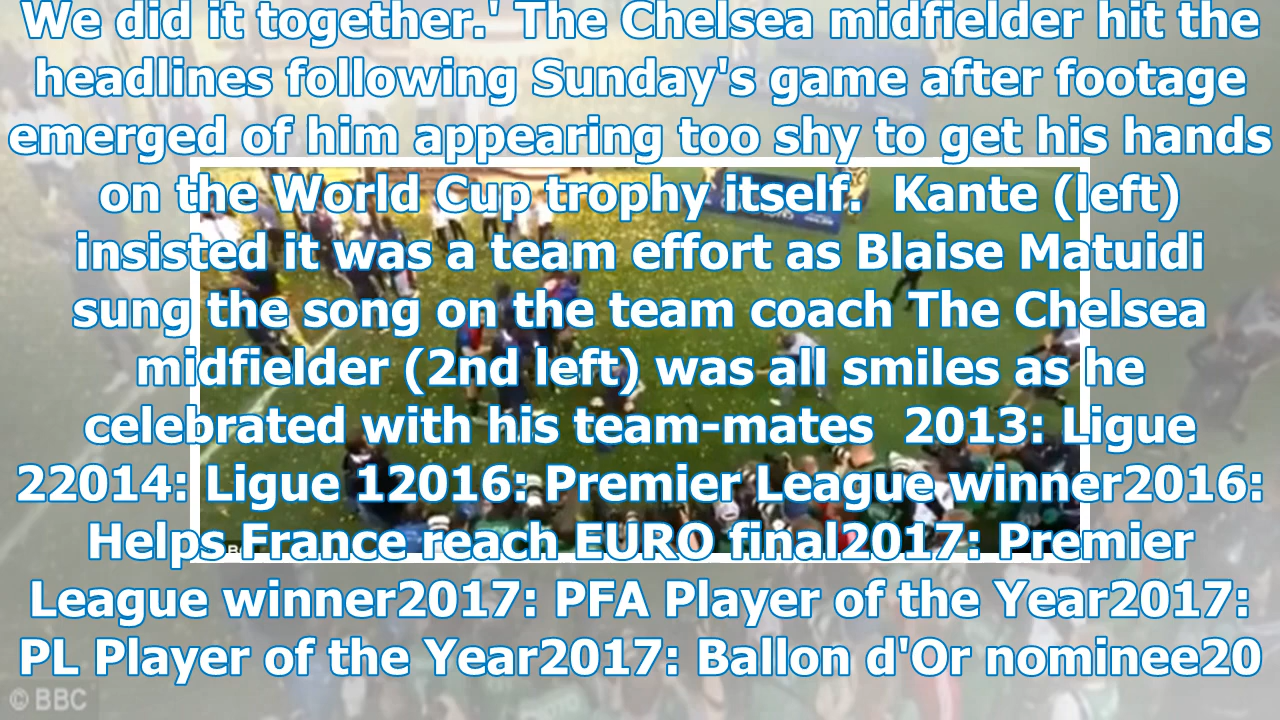 We did it together.' The Chelsea midfielder hit the
headlines following Sunday's game after footage
emerged of him appearing too shy to get his hands
on the World Cup trophy itself.  Kante (left)
insisted it was a team effort as Blaise Matuidi
sung the song on the team coach The Chelsea
midfielder (2nd left) was all smiles as he
celebrated with his team-mates  2013: Ligue
22014: Ligue 12016: Premier League winner2016:
Helps France reach EURO final2017: Premier
League winner2017: PFA Player of the Year2017:
PL Player of the Year2017: Ballon d'Or nominee20
© BBC